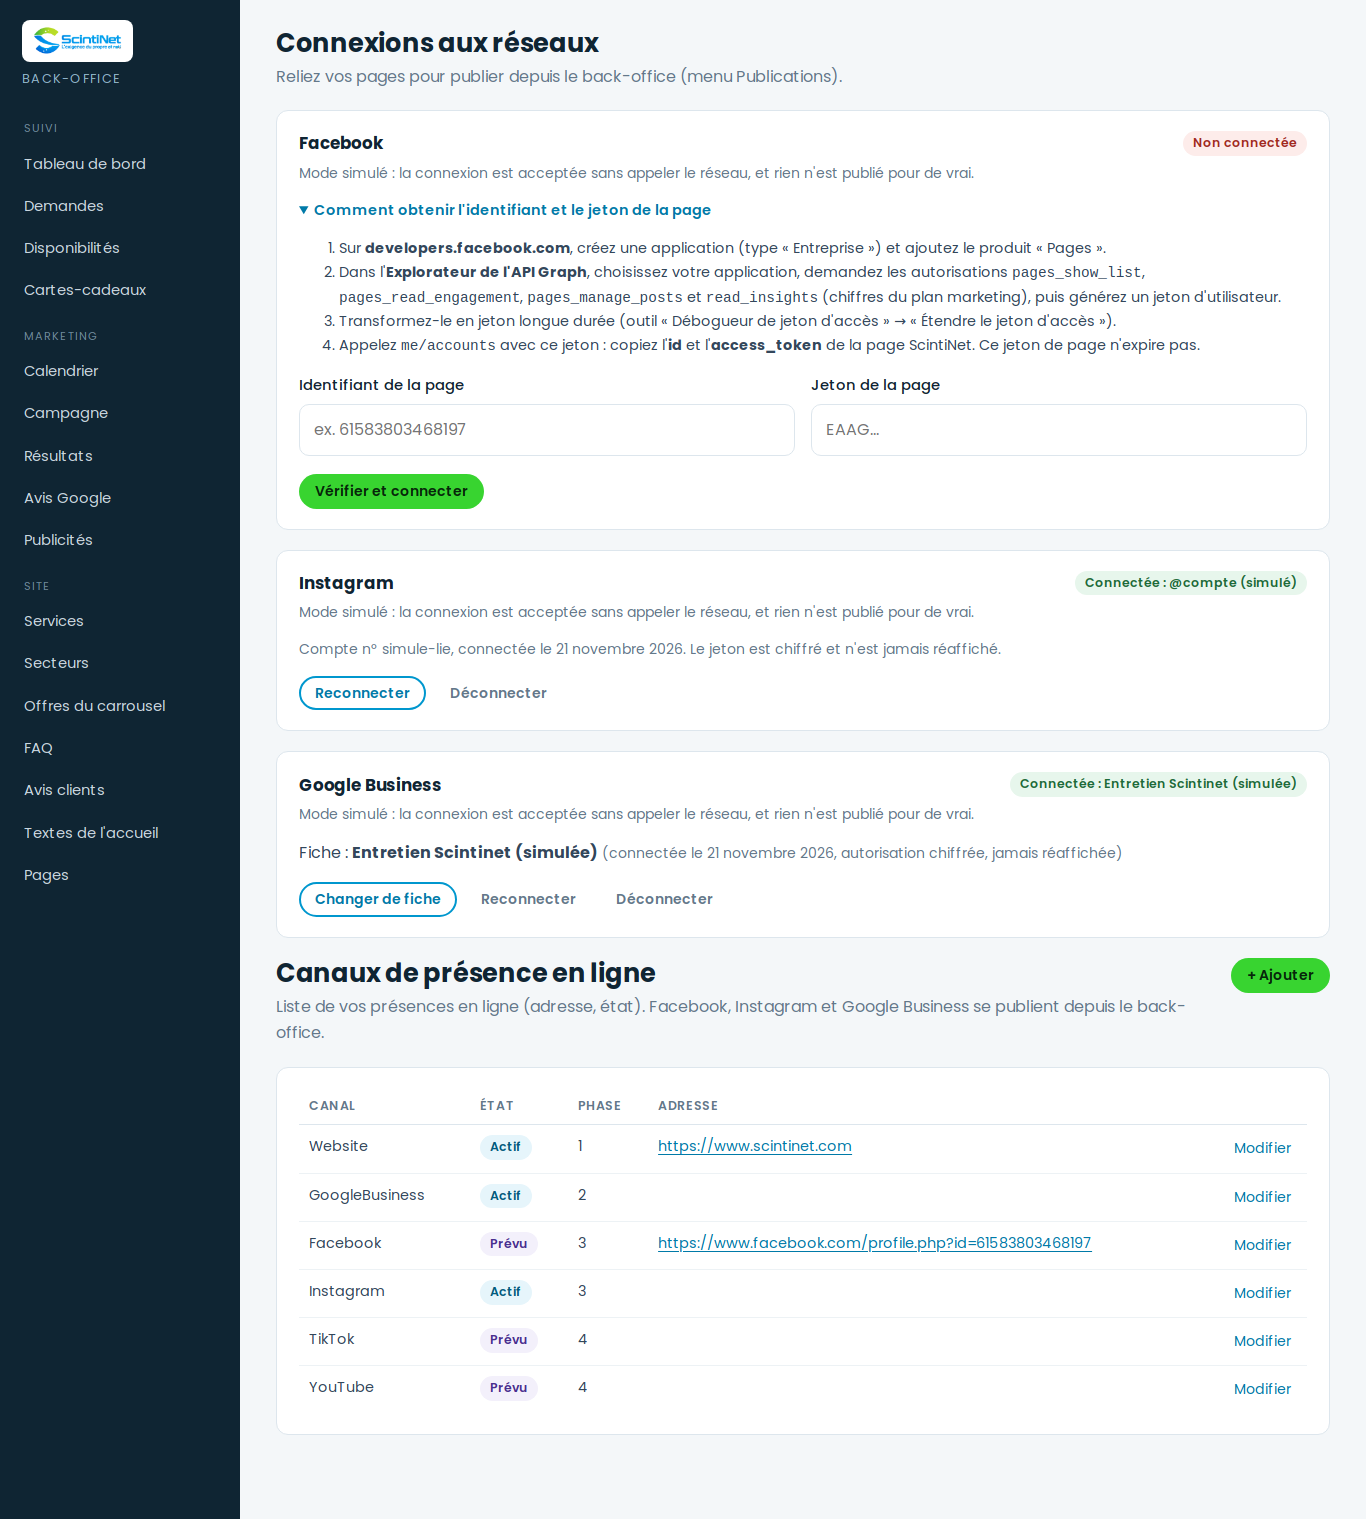 ScintiNet
L'exigence du propre et net
BACK-OFFICE
SUIVI
Tableau de bord
Demandes
Disponibilités
Cartes-cadeaux
MARKETING
Calendrier
Campagne
Résultats
Avis Google
Publicités
SITE
Services
Secteurs
Offres du carrousel
FAQ
Avis clients
Textes de l'accueil
Pages
Connexions aux réseaux
Reliez vos pages pour publier depuis le back-office (menu Publications).
Facebook
Non connectée
Mode simulé : la connexion est acceptée sans appeler le réseau, et rien n'est publié pour de vrai.
▼ Comment obtenir l'identifiant et le jeton de la page
1. Sur developers.facebook.com, créez une application (type « Entreprise ») et ajoutez le produit « Pages ».
2. Dans l'Explorateur de l'API Graph, choisissez votre application, demandez les autorisations pages_show_list,
pages_read_engagement, pages_manage_posts et read_insights (chiffres du plan marketing), puis générez un jeton d'utilisateur.
3. Transformez-le en jeton longue durée (outil « Débogueur de jeton d'accès » → « Étendre le jeton d'accès »).
4. Appelez me/accounts avec ce jeton : copiez l'id et l'access_token de la page ScintiNet. Ce jeton de page n'expire pas.
Identifiant de la page
Jeton de la page
ex. 61583803468197
EAAG...
Vérifier et connecter
Instagram
Connectée : @compte (simulé)
Mode simulé : la connexion est acceptée sans appeler le réseau, et rien n'est publié pour de vrai.
Compte n° simule-lie, connectée le 21 novembre 2026. Le jeton est chiffré et n'est jamais réaffiché.
Reconnecter
Déconnecter
Google Business
Connectée : Entretien Scintinet (simulée)
Mode simulé : la connexion est acceptée sans appeler le réseau, et rien n'est publié pour de vrai.
Fiche : Entretien Scintinet (simulée) (connectée le 21 novembre 2026, autorisation chiffrée, jamais réaffichée)
Changer de fiche
Reconnecter
Déconnecter
Canaux de présence en ligne
+ Ajouter
Liste de vos présences en ligne (adresse, état). Facebook, Instagram et Google Business se publient depuis le back-
office.
CANAL ÉTAT PHASE ADRESSE
Website Actif 1 https://www.scintinet.com Modifier
GoogleBusiness Actif 2 Modifier
Facebook Prévu 3 https://www.facebook.com/profile.php?id=61583803468197 Modifier
Instagram Actif 3 Modifier
TikTok Prévu 4 Modifier
YouTube Prévu 4 Modifier